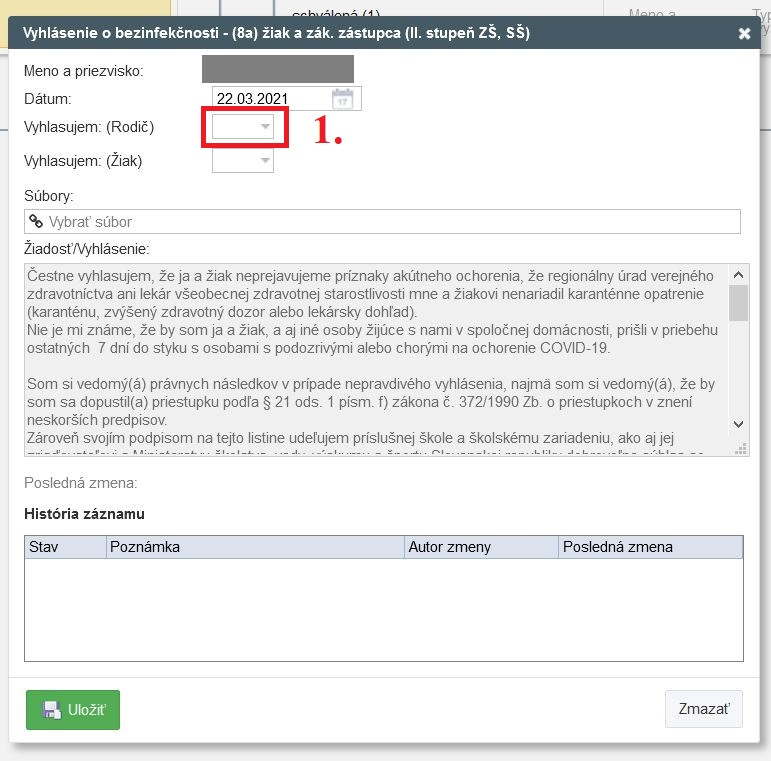 schválená (1)
Meno a
Vyhlásenie o bezinfekčnosti - (8a) žiak a zák. zástupca (II. stupeň ZŠ, SŠ)
Meno a priezvisko:
Dátum: 22.03.2021 17
Vyhlasujem: (Rodič) 1.
Vyhlasujem: (Žiak)
Súbory:
Vybrať súbor
Žiadosť/Vyhlásenie:
Čestne vyhlasujem, že ja a žiak neprejavujeme príznaky akútneho ochorenia, že regionálny úrad verejného
zdravotníctva ani lekár všeobecnej zdravotnej starostlivosti mne a žiakovi nenariadil karanténne opatrenie
(karanténu, zvýšený zdravotný dozor alebo lekársky dohľad).
Nie je mi známe, že by som ja a žiak, a aj iné osoby žijúce s nami v spoločnej domácnosti, prišli v priebehu
ostatných 7 dní do styku s osobami s podozrivými alebo chorými na ochorenie COVID-19.
Som si vedomý(á) právnych následkov v prípade nepravdivého vyhlásenia, najmä som si vedomý(á), že by
som sa dopustil(a) priestupku podľa § 21 ods. 1 písm. f) zákona č. 372/1990 Zb. o priestupkoch v znení
neskorších predpisov.
Zároveň svojím podpisom na tejto listine udeľujem príslušnej škole a školskému zariadeniu, ako aj jej
Posledná zmena:
História záznamu
Stav Poznámka Autor zmeny Posledná zmena
Uložiť Zmazať